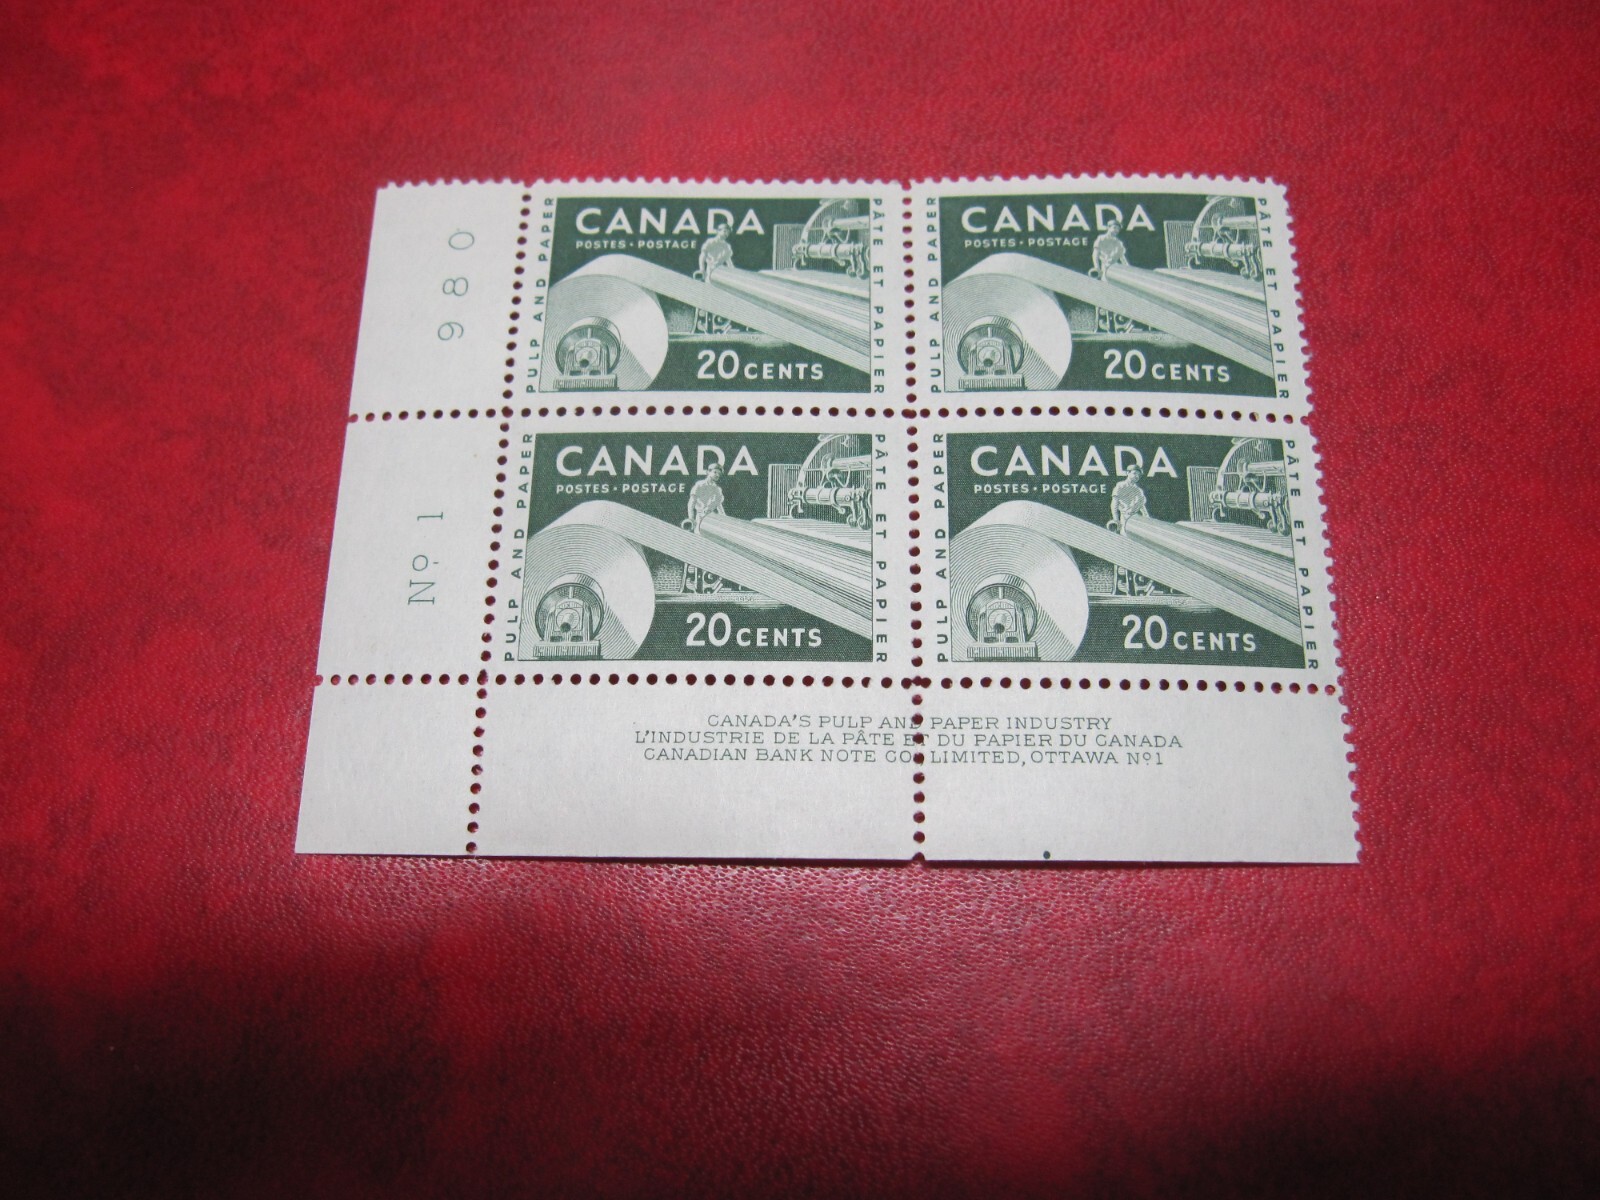 980
CANADA
POSTES · POSTAGE
PULP AND PAPER
PÂTE ET PAPIER
20 CENTS
CANADA
POSTES · POSTAGE
PULP AND PAPER
PÂTE ET PAPIER
20 CENTS
Nº 1
CANADA
POSTES · POSTAGE
PULP AND PAPER
PÂTE ET PAPIER
20 CENTS
CANADA
POSTES · POSTAGE
PULP AND PAPER
PÂTE ET PAPIER
20 CENTS
CANADA'S PULP AND PAPER INDUSTRY
L'INDUSTRIE DE LA PÂTE ET DU PAPIER DU CANADA
CANADIAN BANK NOTE CO. LIMITED, OTTAWA Nº 1